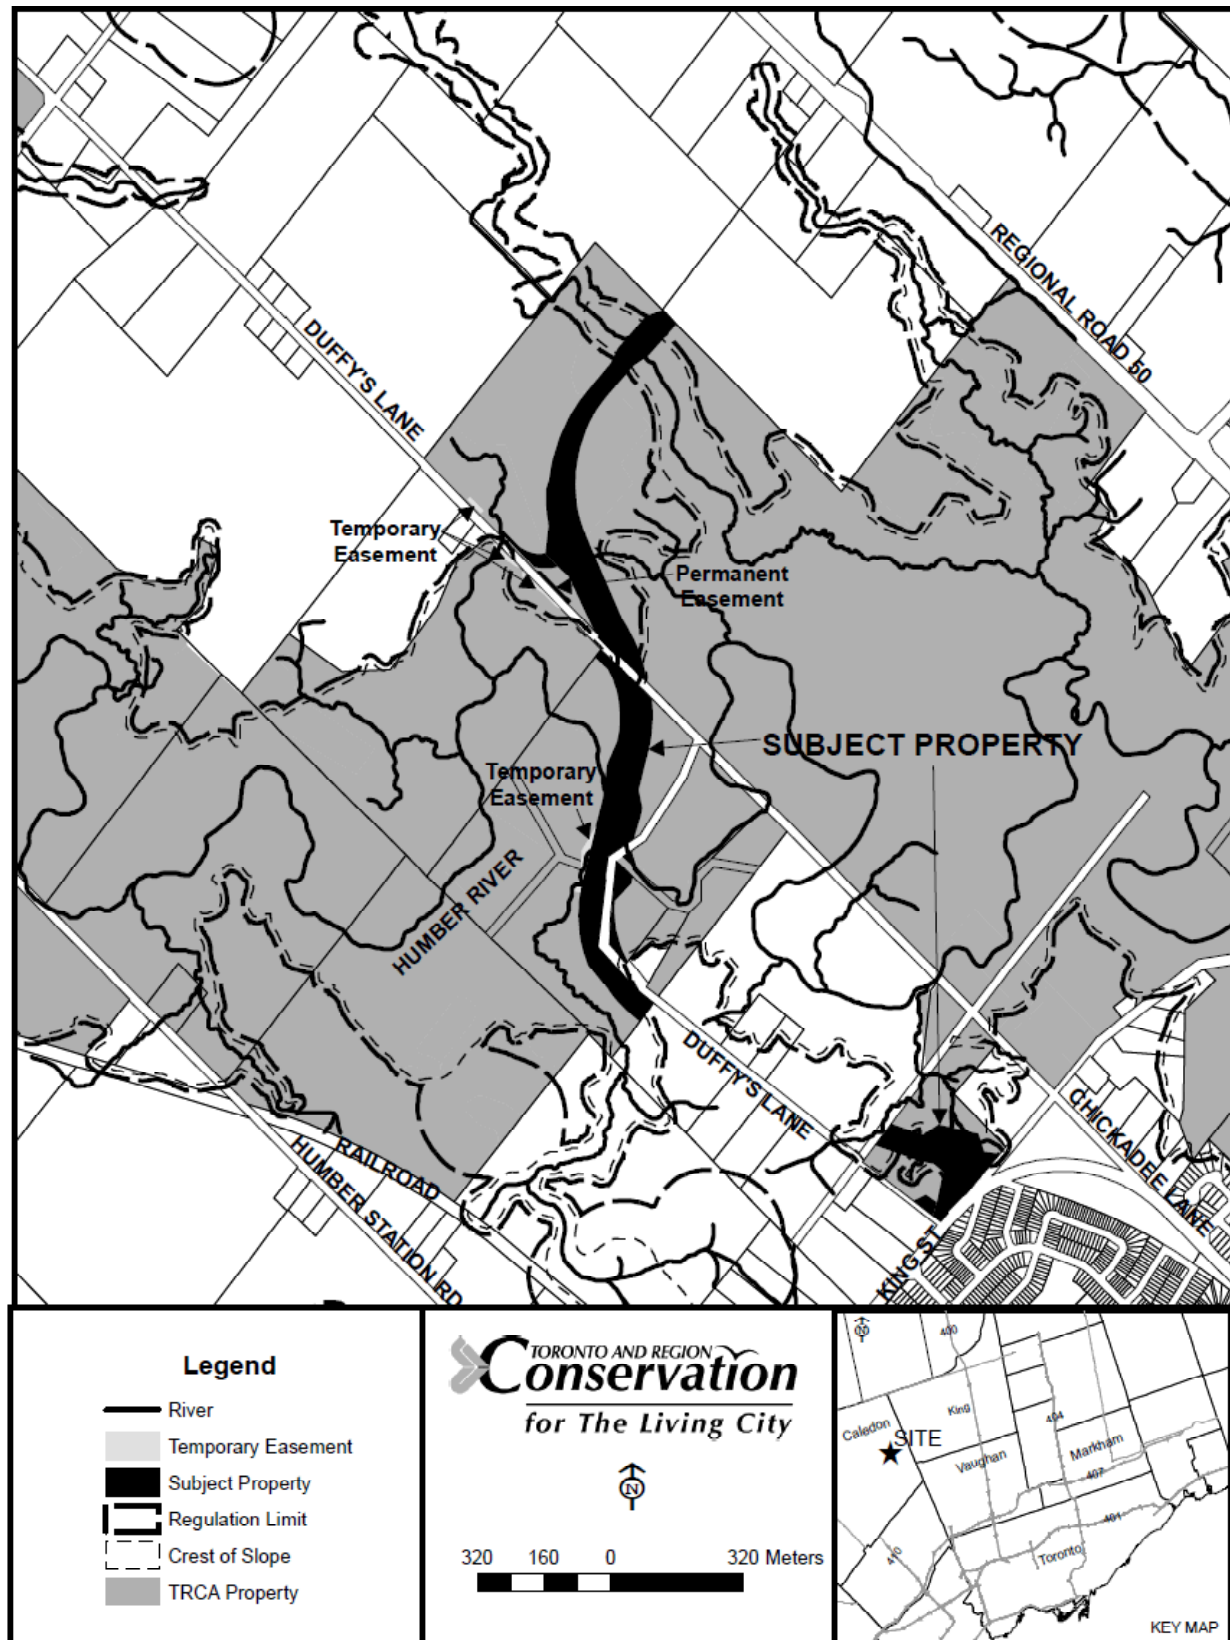 REGIONAL ROAD 50
DUFFY'S LANE
Temporary
Easement
Permanent
Easement
SUBJECT PROPERTY
Temporary
Easement
HUMBER RIVER
DUFFY'S LANE
CHICKADEE LANE
RAILROAD
HUMBER STATION RD
KING ST
Legend
River
Temporary Easement
Subject Property
Regulation Limit
Crest of Slope
TRCA Property
TORONTO AND REGION
Conservation
for The Living City
N
320 160 0 320 Meters
N
400
King
Caledon
404
SITE
Vaughan
Markham
407
401
410
Toronto
KEY MAP